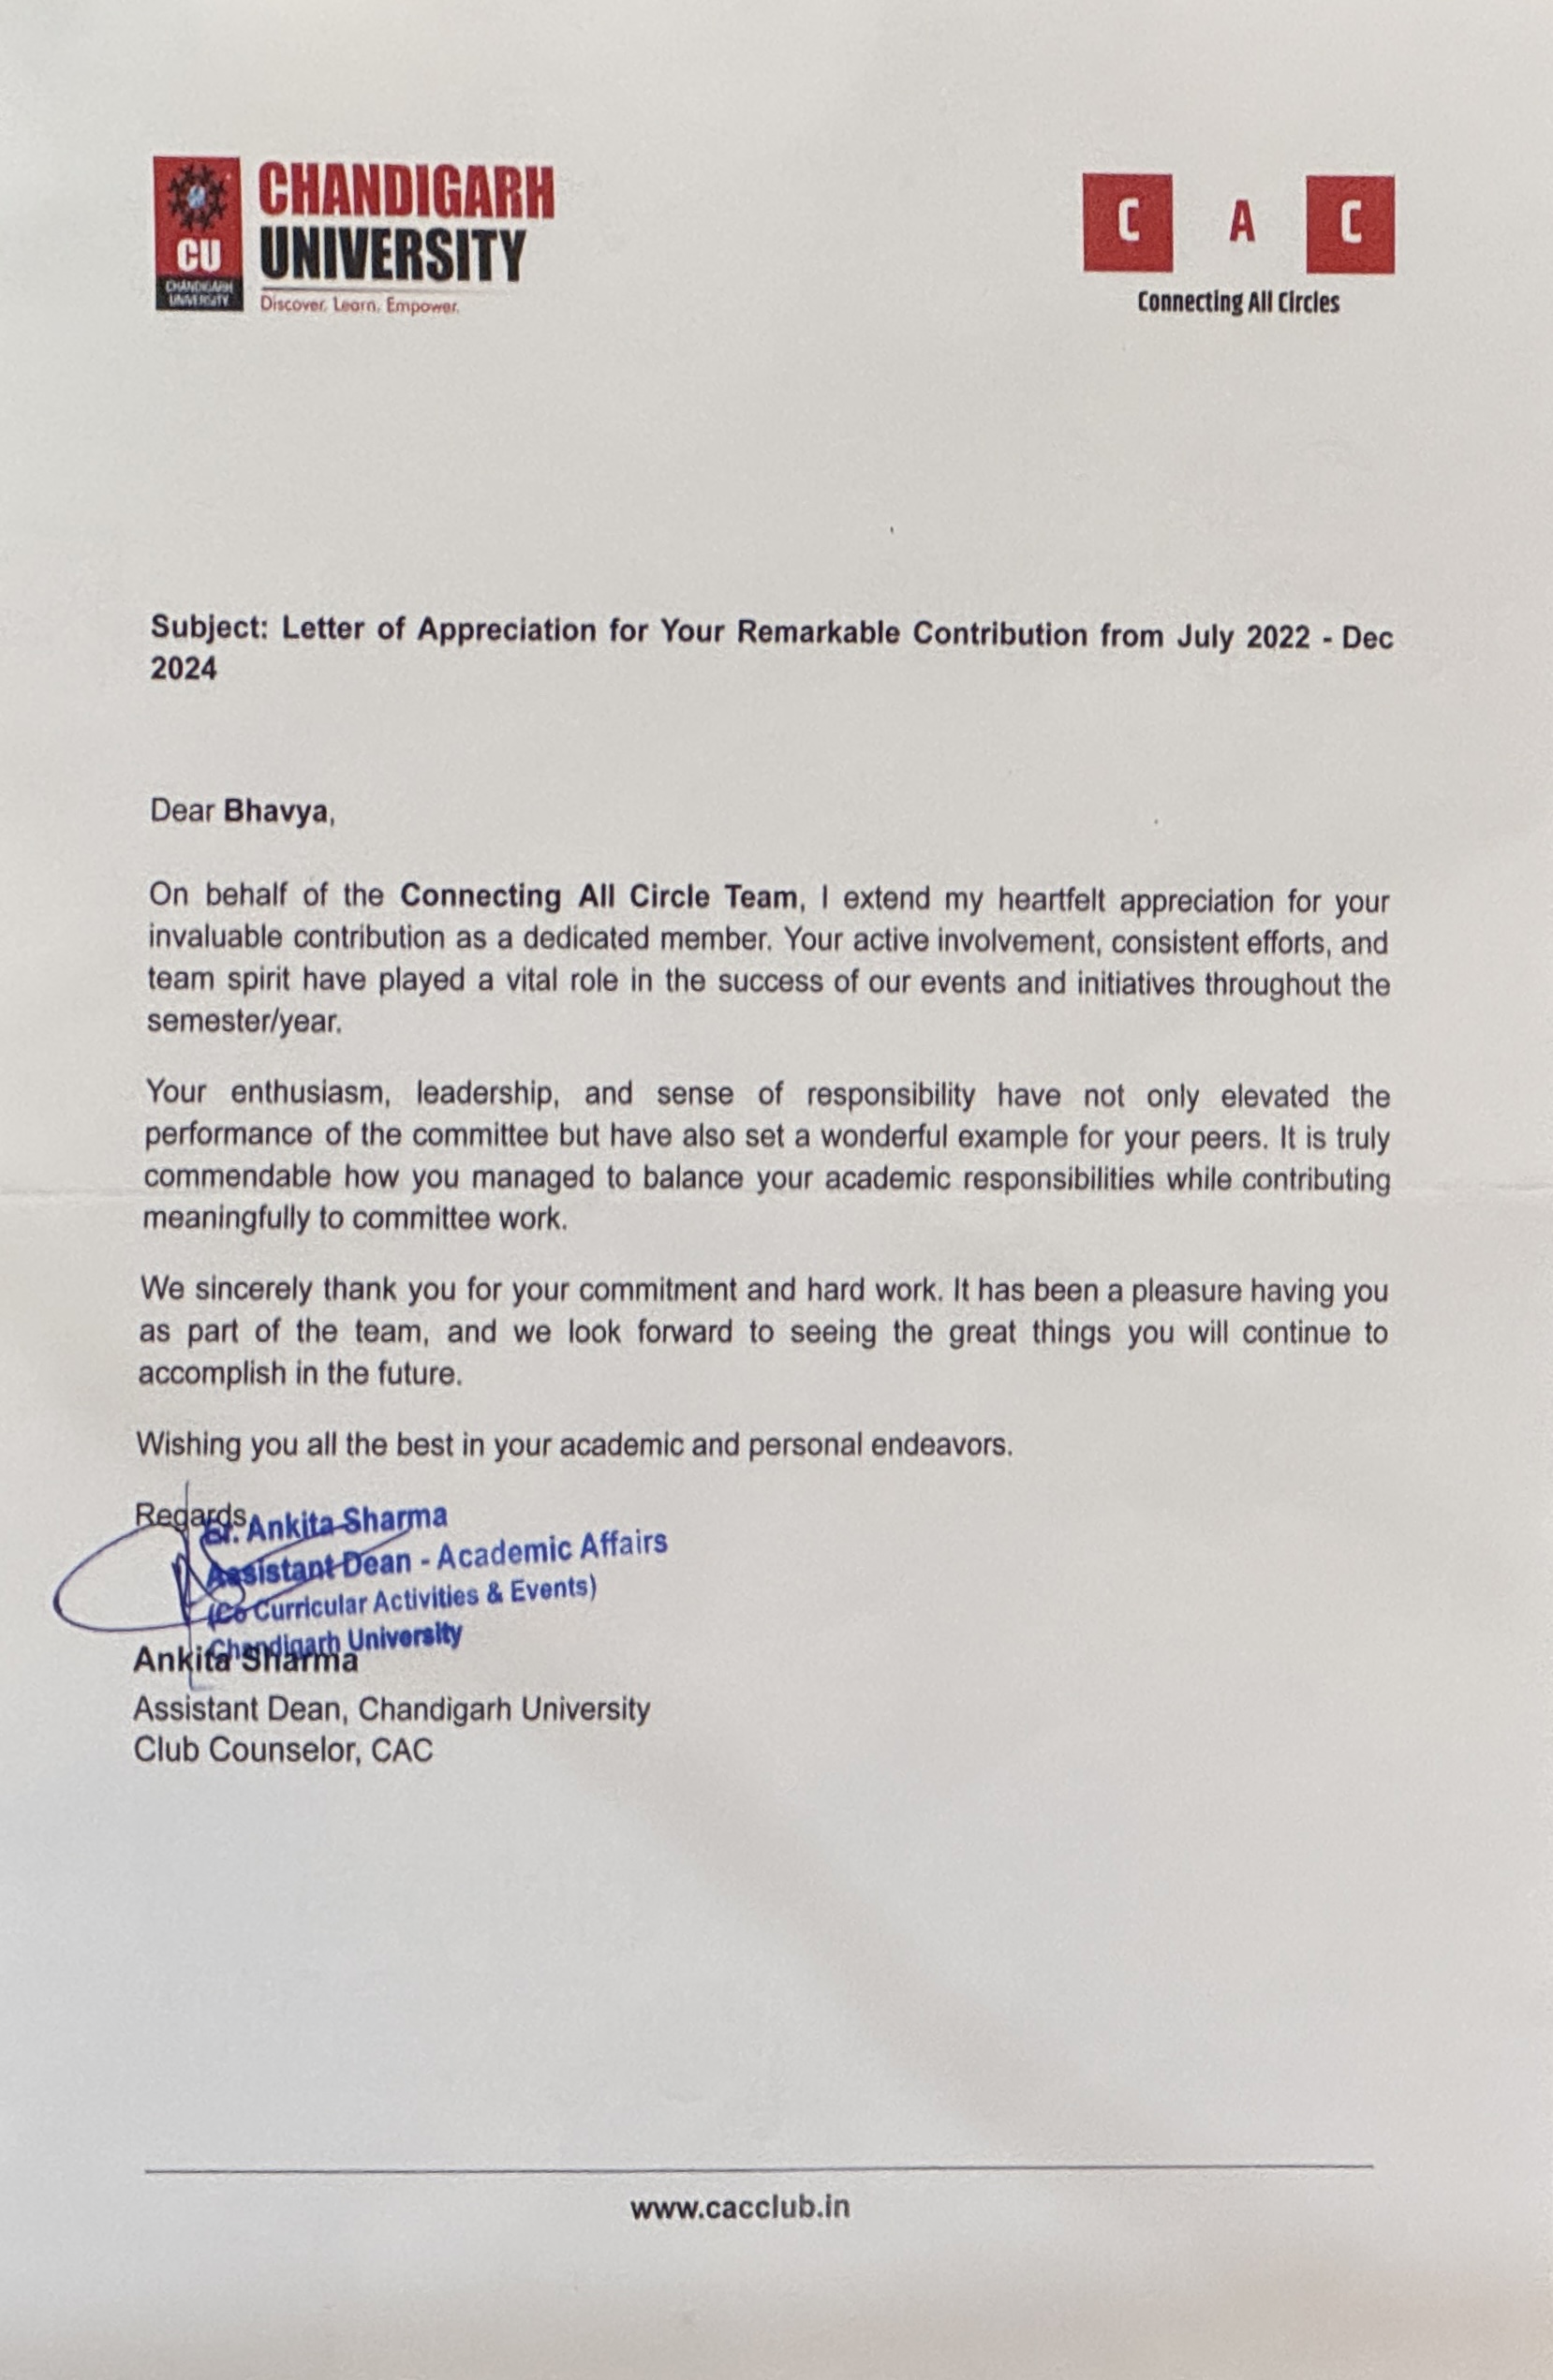 CHANDIGARH
UNIVERSITY
Discover. Learn. Empower.
CU
CHANDIGARH
UNIVERSITY
C A C
Connecting All Circles
Subject: Letter of Appreciation for Your Remarkable Contribution from July 2022 - Dec
2024
Dear Bhavya,
On behalf of the Connecting All Circle Team, I extend my heartfelt appreciation for your
invaluable contribution as a dedicated member. Your active involvement, consistent efforts, and
team spirit have played a vital role in the success of our events and initiatives throughout the
semester/year.
Your enthusiasm, leadership, and sense of responsibility have not only elevated the
performance of the committee but have also set a wonderful example for your peers. It is truly
commendable how you managed to balance your academic responsibilities while contributing
meaningfully to committee work.
We sincerely thank you for your commitment and hard work. It has been a pleasure having you
as part of the team, and we look forward to seeing the great things you will continue to
accomplish in the future.
Wishing you all the best in your academic and personal endeavors.
Regards,
Ankita Sharma
Assistant Dean - Academic Affairs
(Co Curricular Activities & Events)
Chandigarh University
Ankita Sharma
Assistant Dean, Chandigarh University
Club Counselor, CAC
www.cacclub.in